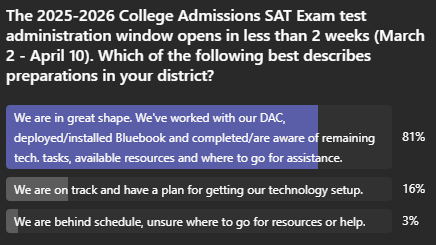 The 2025-2026 College Admissions SAT Exam test
administration window opens in less than 2 weeks (March
2 - April 10). Which of the following best describes
preparations in your district?
We are in great shape. We've worked with our DAC,
deployed/installed Bluebook and completed/are aware of remaining
tech. tasks, available resources and where to go for assistance.
81%
We are on track and have a plan for getting our technology setup.
16%
We are behind schedule, unsure where to go for resources or help.
3%